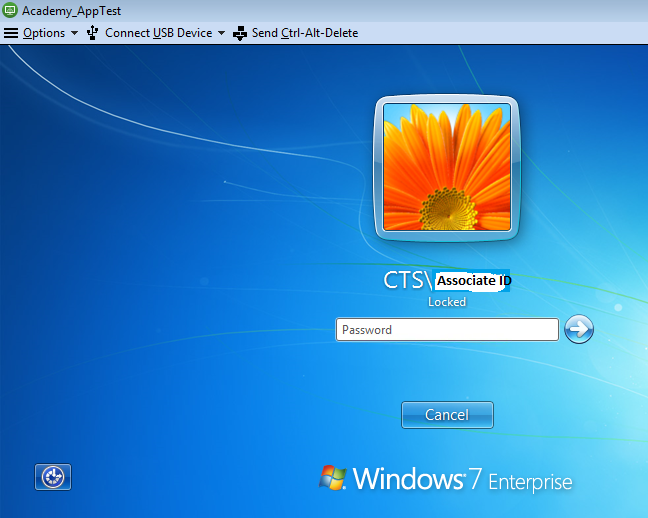 Academy_AppTest
Options Connect USB Device Send Ctrl-Alt-Delete
CTS\ Associate ID
Locked
Password
Cancel
Windows 7 Enterprise